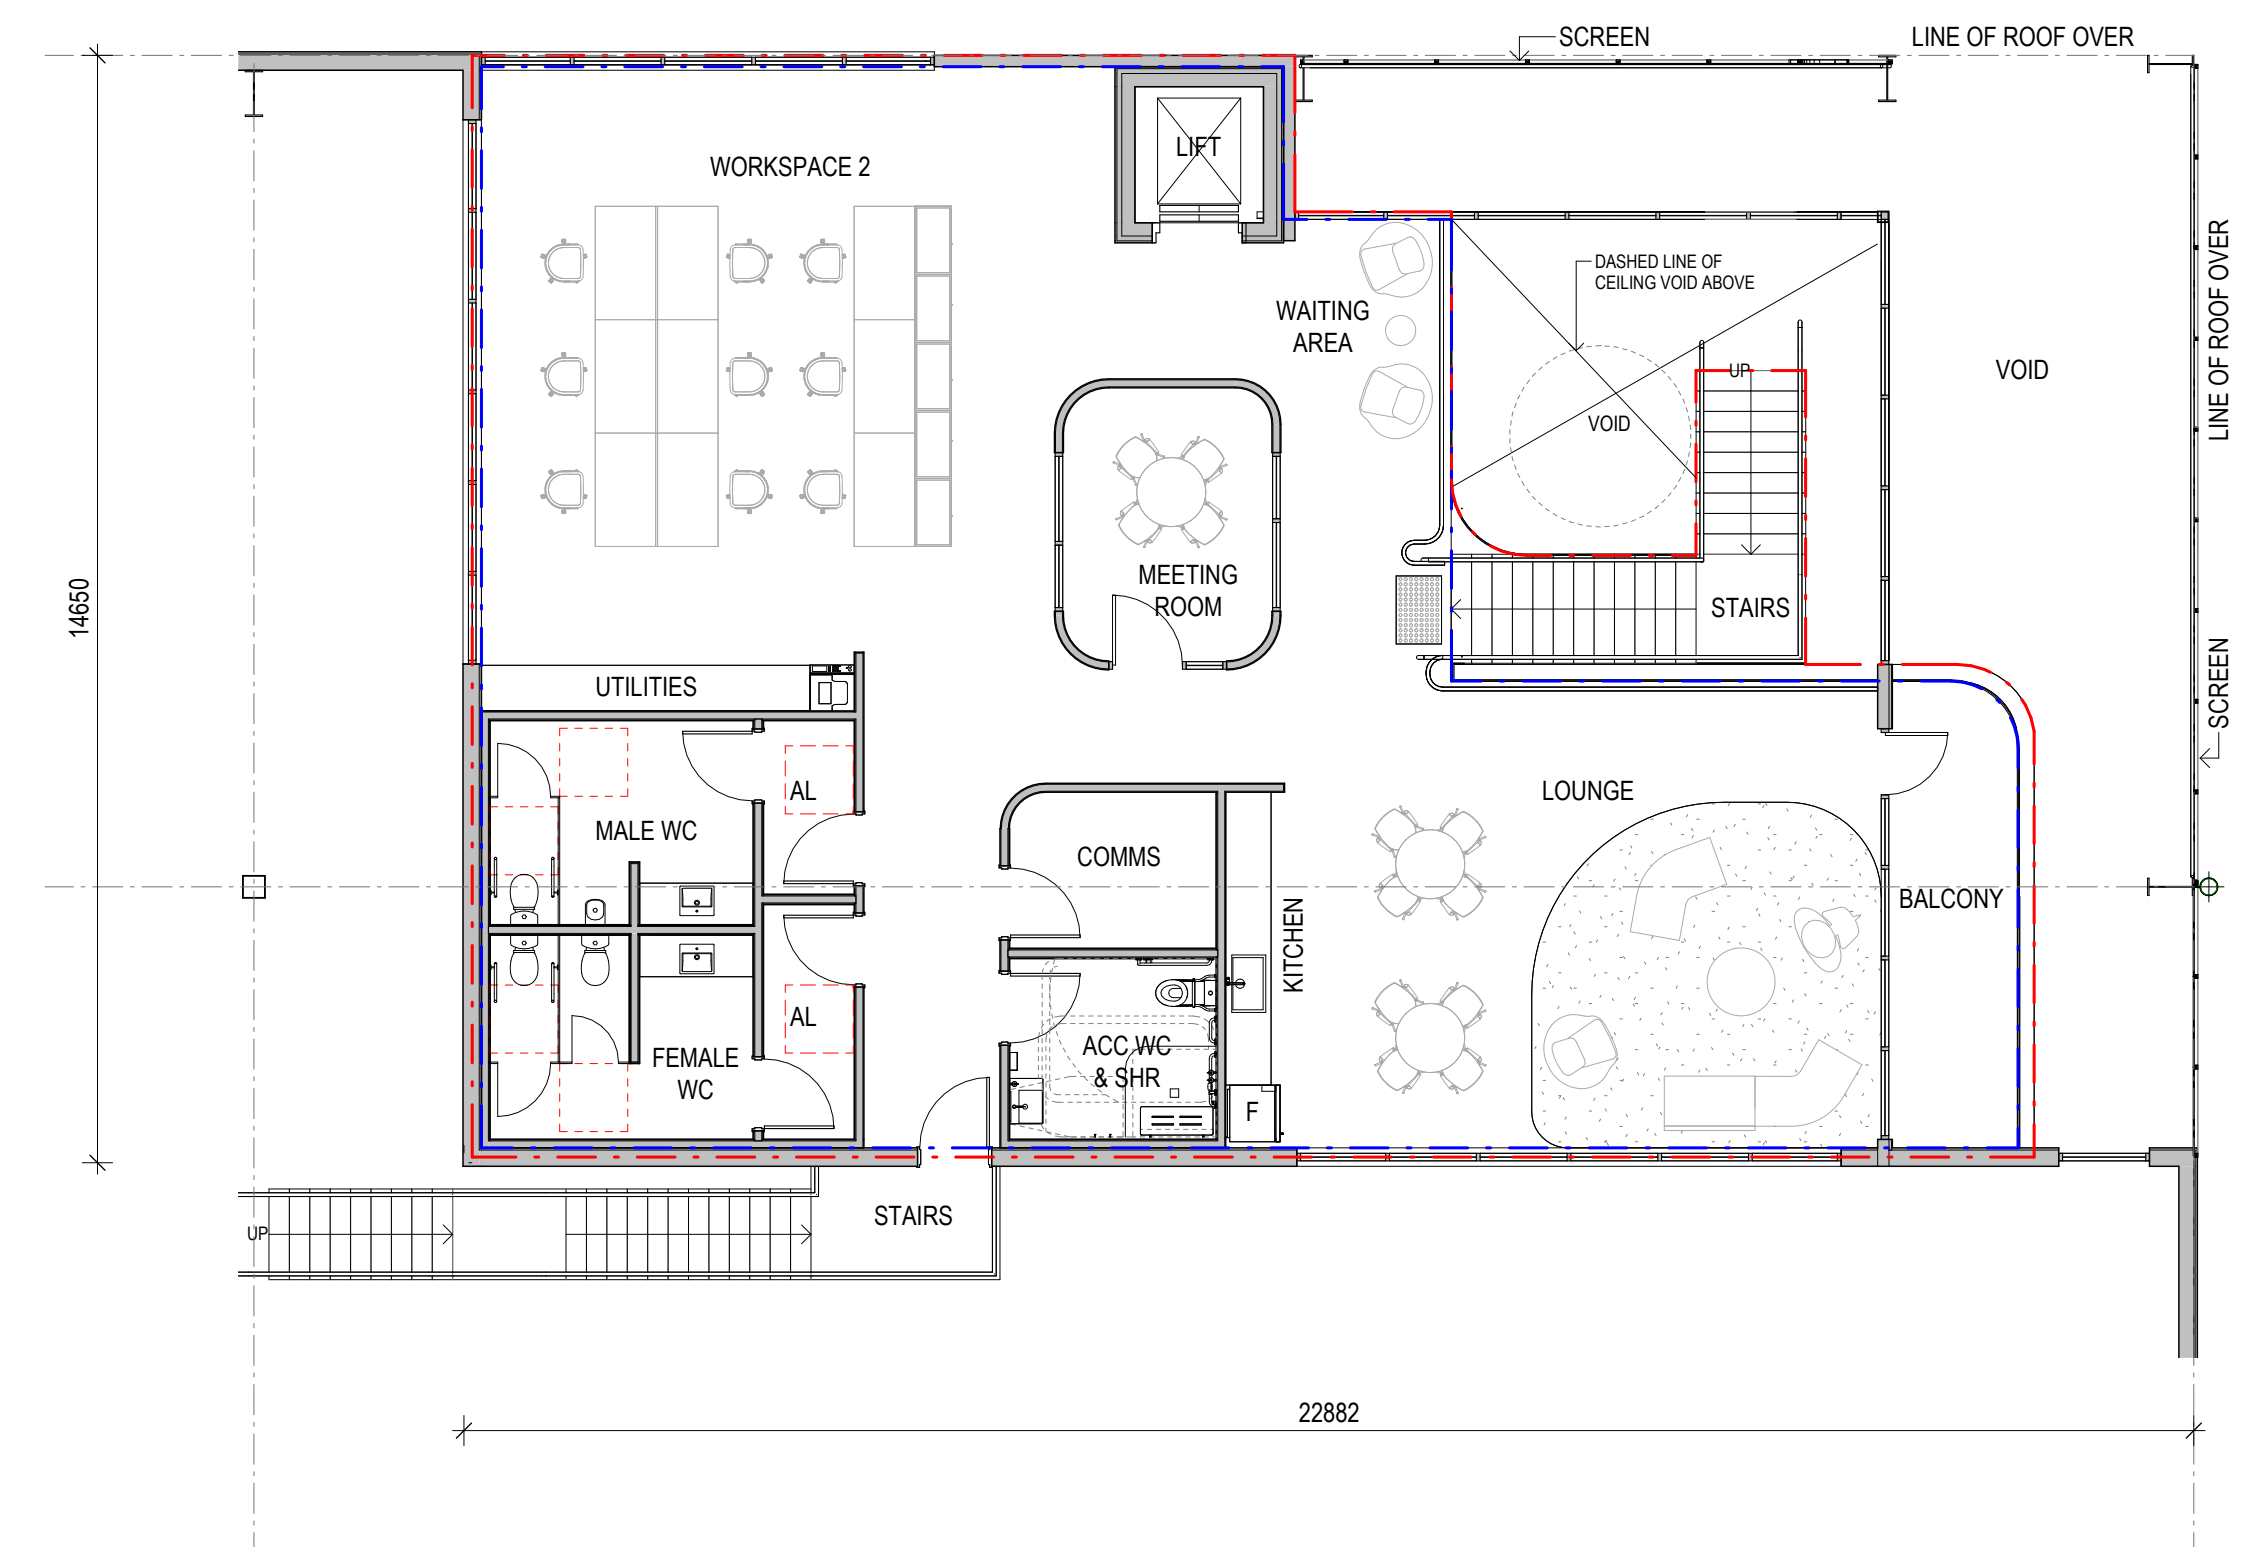 SCREEN
LINE OF ROOF OVER
LIFT
WORKSPACE 2
DASHED LINE OF
CEILING VOID ABOVE
WAITING
AREA
LINE OF ROOF OVER
UP
VOID
VOID
14650
MEETING
ROOM
STAIRS
UTILITIES
SCREEN
AL
LOUNGE
MALE WC
COMMS
BALCONY
KITCHEN
AL
FEMALE
WC
ACC WC
& SHR
F
STAIRS
UP
22882